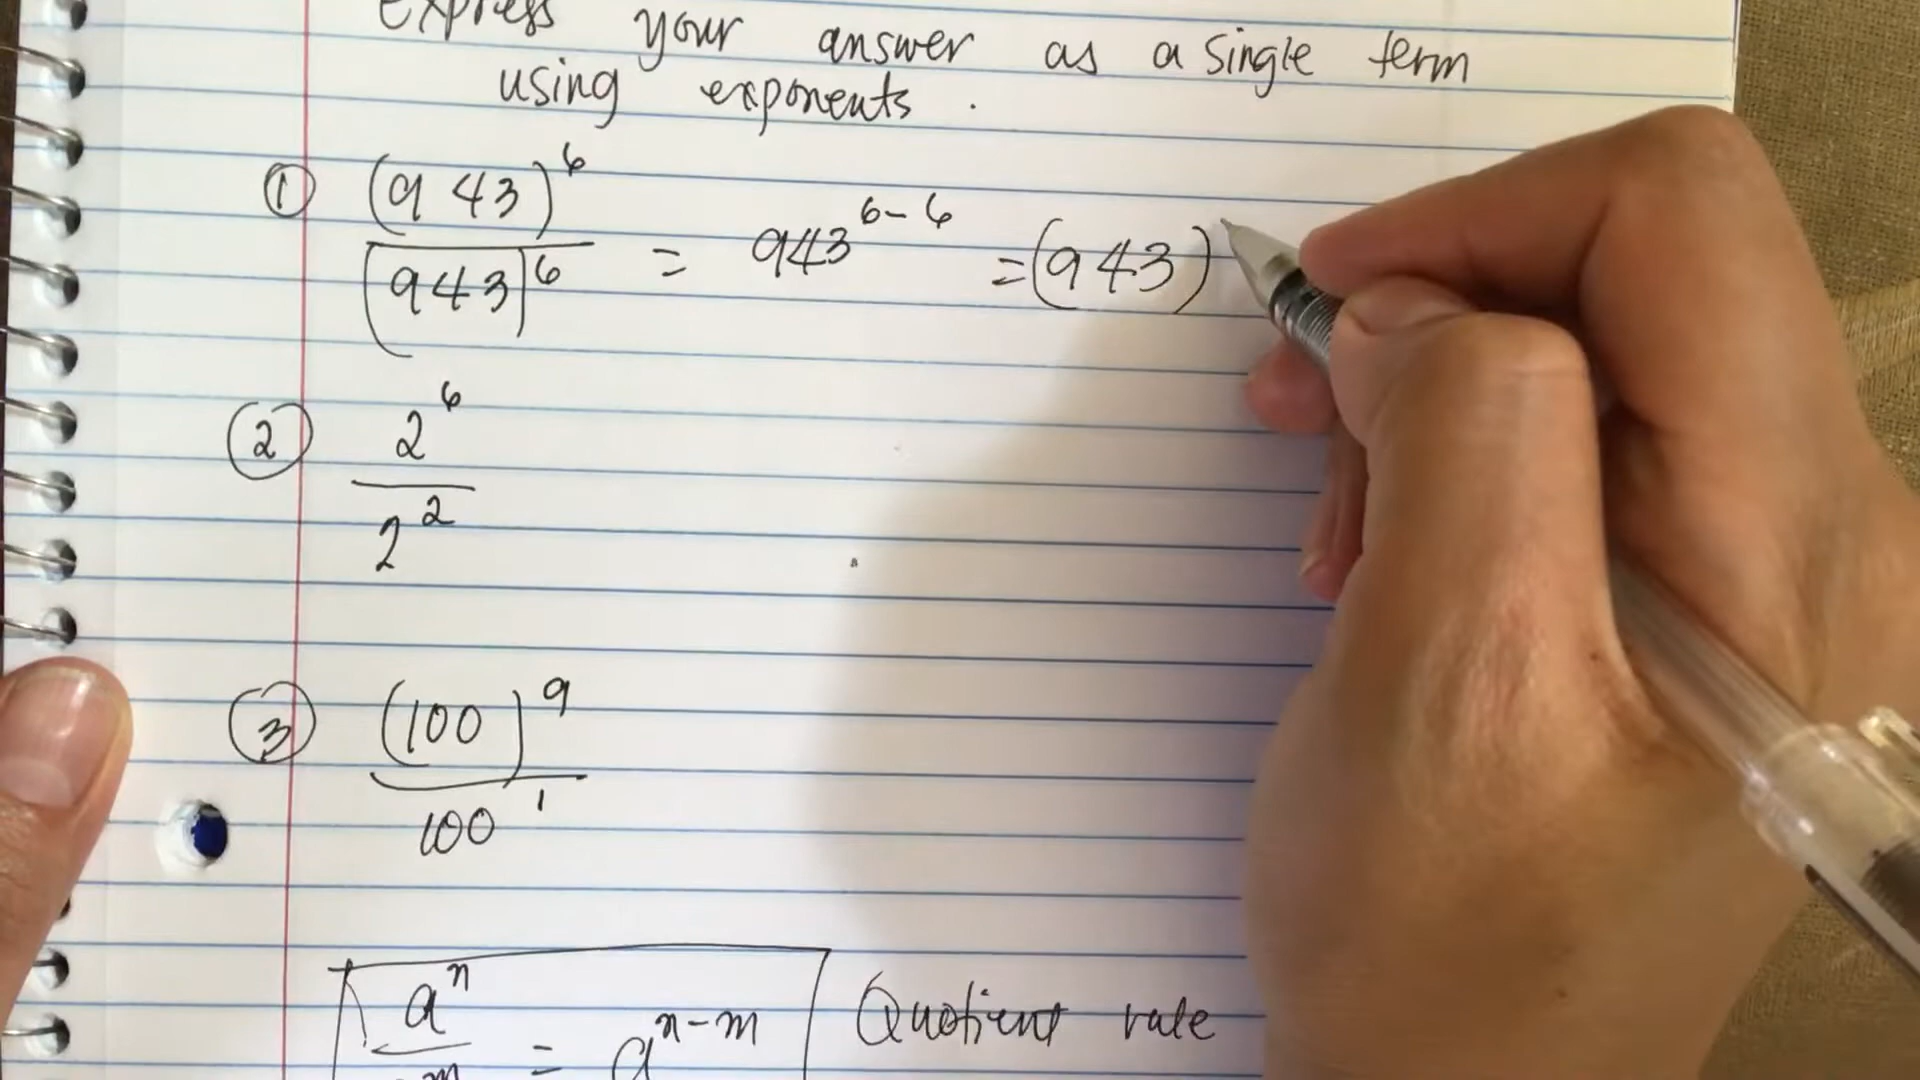 express your answer as a single term
using exponents .
① (943)^6 / (943)^6 = 943^6-6 = (943)
② 2^6 / 2^2
③ (100)^9 / 100^1
a^n / m = a^n-m Quotient rule